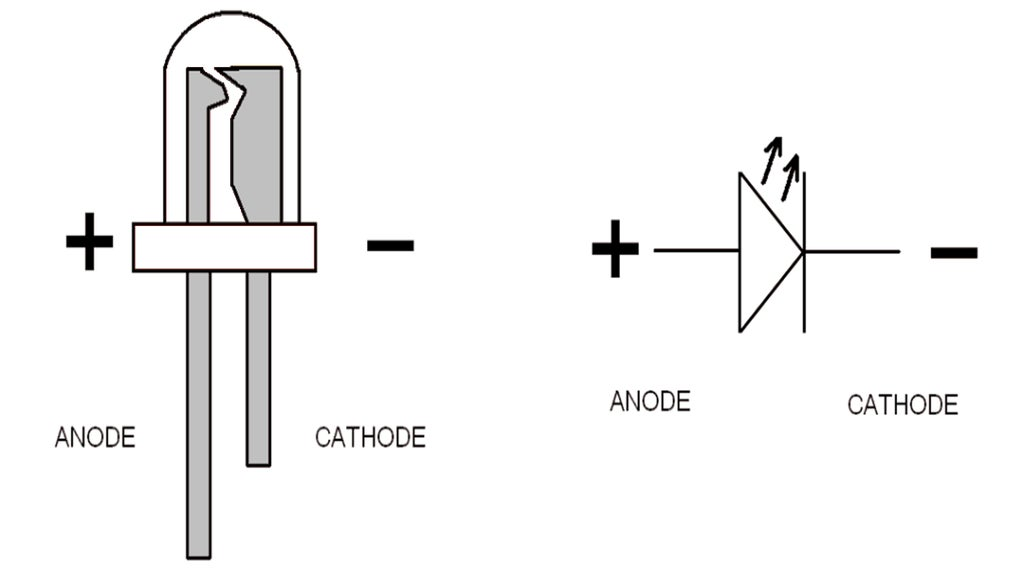 + - + -
ANODE CATHODE ANODE CATHODE